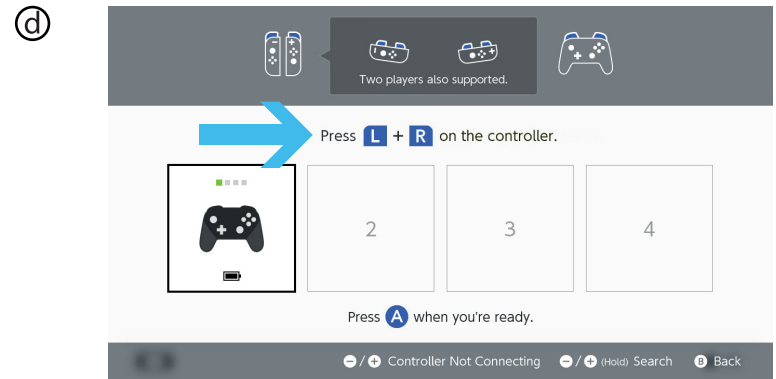 d
Two players also supported.
Press L + R on the controller.
2
3
4
Press A when you're ready.
−/+ Controller Not Connecting −/+ (Hold) Search B Back